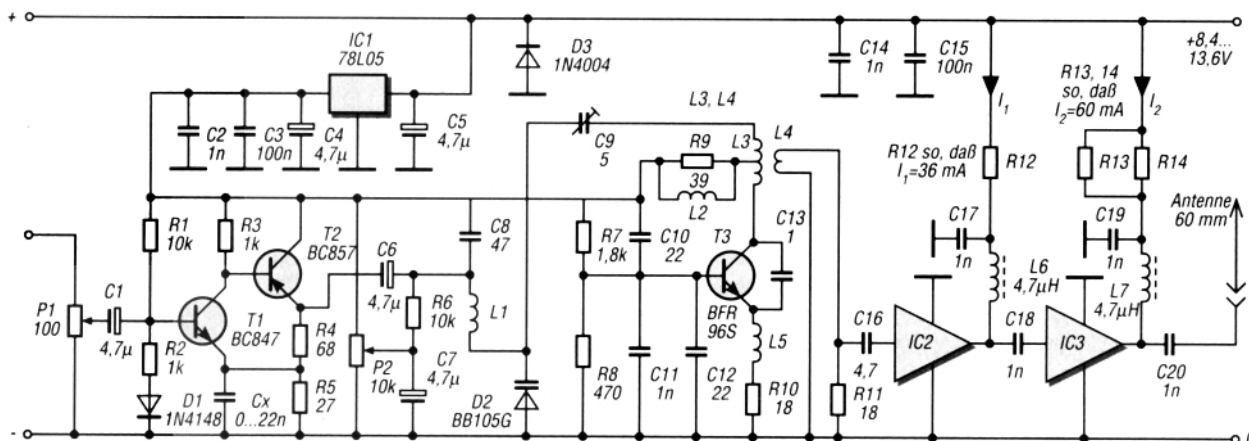 +
IC1
78L05
D3
1N4004
C14
1n
C15
100n
+8,4...
13,6V
R13, 14
so, daß
I2=60 mA
I1
I2
C2
1n
C3
100n
C4
4,7µ
C5
4,7µ
L3, L4
C9
5
L3
L4
R9
39
L2
R12 so, daß
I1=36 mA
R12
R13
R14
Antenne
60 mm
R1
10k
R3
1k
T2
BC857
C6
4,7µ
C8
47
R7
1,8k
C10
22
T3
C13
1
C17
1n
C19
1n
P1
100
C1
4,7µ
T1
BC847
R4
68
R6
10k
L1
BFR
96S
L6
4,7µH
L7
4,7µH
R2
1k
P2
10k
C7
4,7µ
R8
470
C11
1n
C12
22
L5
C16
4,7
IC2
C18
1n
IC3
C20
1n
D1
1N4148
Cx
0...22n
R5
27
D2
BB105G
R10
18
R11
18
-